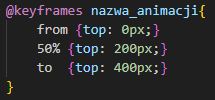 @keyframes nazwa_animacji{
    from {top: 0px;}
    50% {top: 200px;}
    to  {top: 400px;}
}